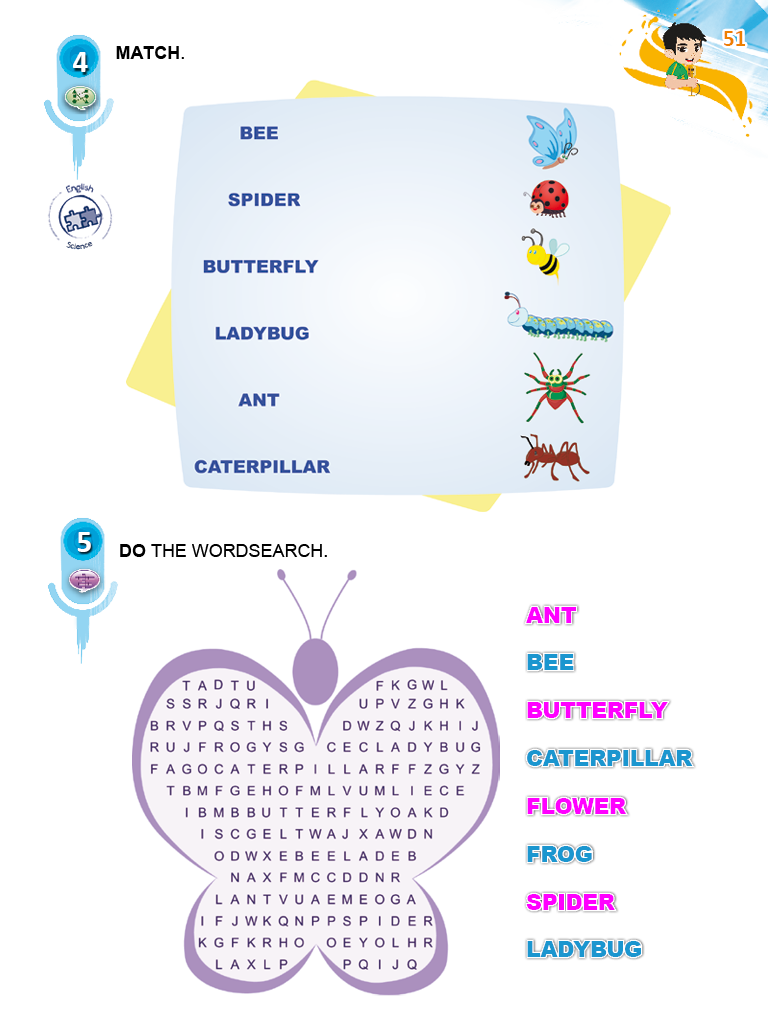 51
4
MATCH.
English
Science
BEE
SPIDER
BUTTERFLY
LADYBUG
ANT
CATERPILLAR
5
DO THE WORDSEARCH.
T A D T U F K G W L
S S R J Q R I U P V Z G H K
B R V P Q S T H S D W Z Q J K H I J
R U J F R O G Y S G C E C L A D Y B U G
F A G O C A T E R P I L L A R F F Z G Y Z
T B M F G E H O F M L V U M L I E C E
I B M B B U T T E R F L Y O A K D
I S C G E L T W A J X A W D N
O D W X E B E E L A D E B
N A X F M C C D D N R
L A N T V U A E M E O G A
I F J W K Q N P P S P I D E R
K G F K R H O O E Y O L H R
L A X L P P Q I J Q
ANT
BEE
BUTTERFLY
CATERPILLAR
FLOWER
FROG
SPIDER
LADYBUG